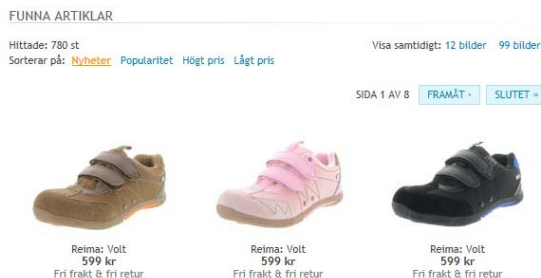 FUNNA ARTIKLAR
Hittade: 780 st
Visa samtidigt: 12 bilder 99 bilder
Sorterar på: Nyheter Popularitet Högt pris Lågt pris
SIDA 1 AV 8 FRAMÅT › SLUTET »
Reima: Volt
599 kr
Fri frakt & fri retur
Reima: Volt
599 kr
Fri frakt & fri retur
Reima: Volt
599 kr
Fri frakt & fri retur